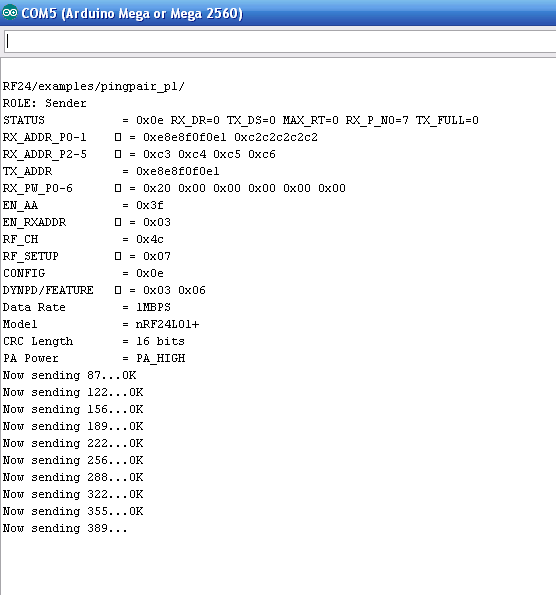 COM5 (Arduino Mega or Mega 2560)
RF24/examples/pingpair_pl/
ROLE: Sender
STATUS = 0x0e RX_DR=0 TX_DS=0 MAX_RT=0 RX_P_NO=7 TX_FULL=0
RX_ADDR_P0-1 = 0xe8e8f0f0e1 0xc2c2c2c2c2
RX_ADDR_P2-5 = 0xc3 0xc4 0xc5 0xc6
TX_ADDR = 0xe8e8f0f0e1
RX_PW_P0-6 = 0x20 0x00 0x00 0x00 0x00 0x00
EN_AA = 0x3f
EN_RXADDR = 0x03
RF_CH = 0x4c
RF_SETUP = 0x07
CONFIG = 0x0e
DYNPD/FEATURE = 0x03 0x06
Data Rate = 1MBPS
Model = nRF24L01+
CRC Length = 16 bits
PA Power = PA_HIGH
Now sending 87...OK
Now sending 122...OK
Now sending 156...OK
Now sending 189...OK
Now sending 222...OK
Now sending 256...OK
Now sending 288...OK
Now sending 322...OK
Now sending 355...OK
Now sending 389...